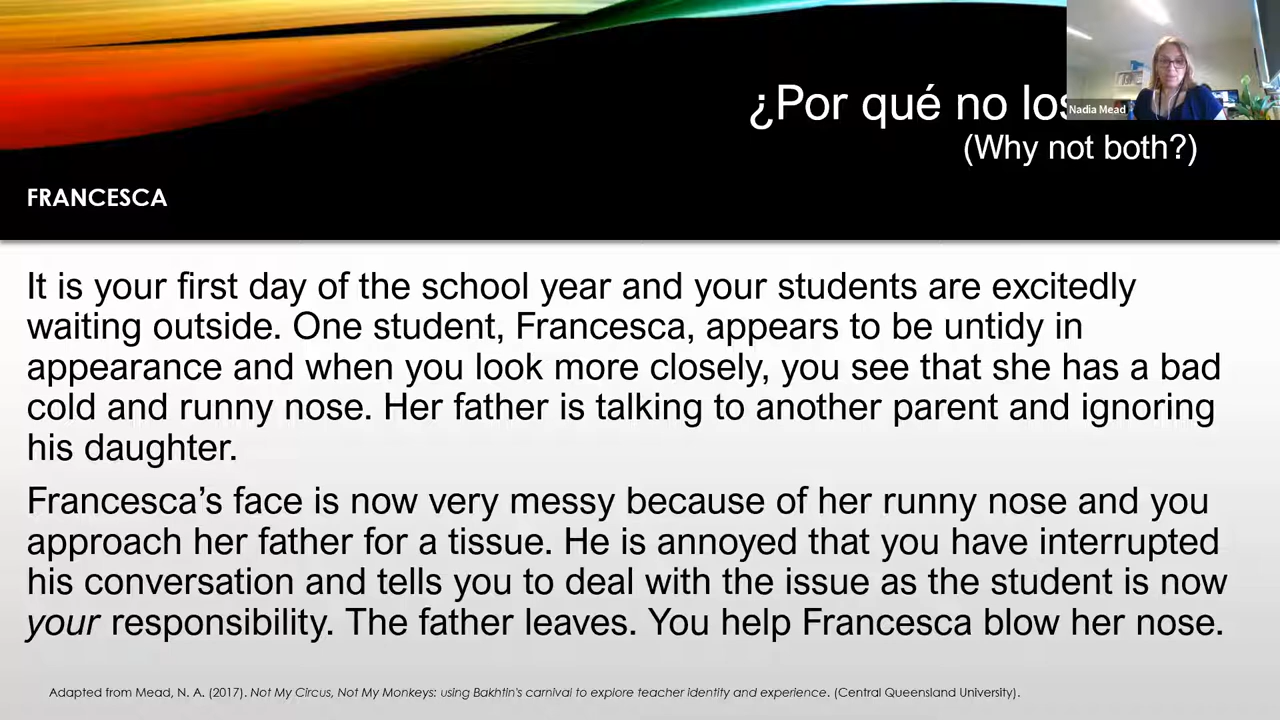 ¿Por qué no los
Nadia Mead
(Why not both?)
FRANCESCA
It is your first day of the school year and your students are excitedly
waiting outside. One student, Francesca, appears to be untidy in
appearance and when you look more closely, you see that she has a bad
cold and runny nose. Her father is talking to another parent and ignoring
his daughter.
Francesca’s face is now very messy because of her runny nose and you
approach her father for a tissue. He is annoyed that you have interrupted
his conversation and tells you to deal with the issue as the student is now
your responsibility. The father leaves. You help Francesca blow her nose.
Adapted from Mead, N. A. (2017). Not My Circus, Not My Monkeys: using Bakhtin's carnival to explore teacher identity and experience. (Central Queensland University).